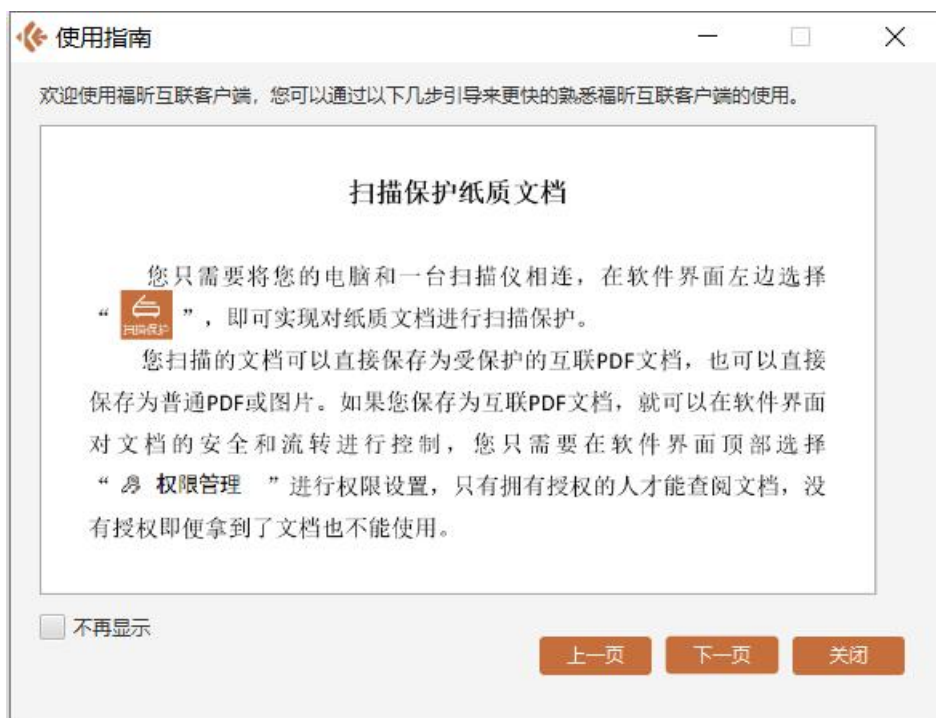 使用指南
欢迎使用福昕互联客户端，您可以通过以下几步引导来更快的熟悉福昕互联客户端的使用。
扫描保护纸质文档
您只需要将您的电脑和一台扫描仪相连，在软件界面左边选择
“ 扫描保护 ”，即可实现对纸质文档进行扫描保护。
您扫描的文档可以直接保存为受保护的互联PDF文档，也可以直接
保存为普通PDF或图片。如果您保存为互联PDF文档，就可以在软件界面
对文档的安全和流转进行控制，您只需要在软件界面顶部选择
“ 权限管理 ”进行权限设置，只有拥有授权的人才能查阅文档，没
有授权即便拿到了文档也不能使用。
不再显示
上一页 下一页 关闭